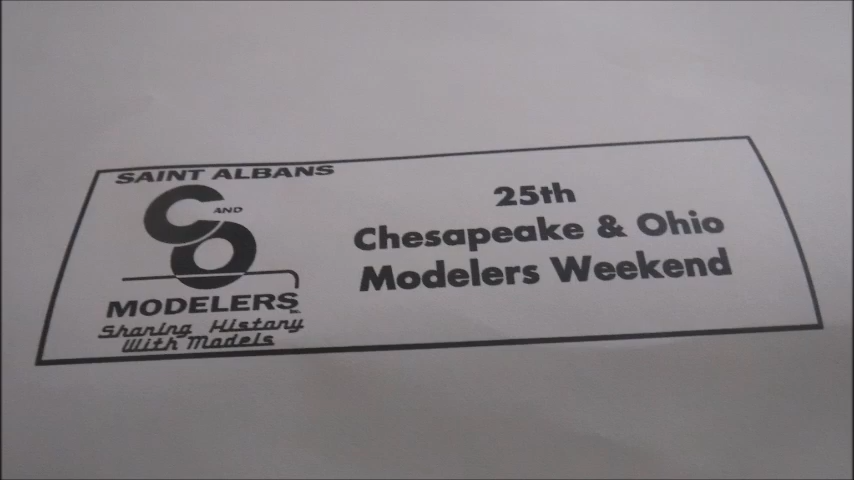 SAINT ALBANS
C AND O
MODELERS
Sharing History
With Models
25th
Chesapeake & Ohio
Modelers Weekend